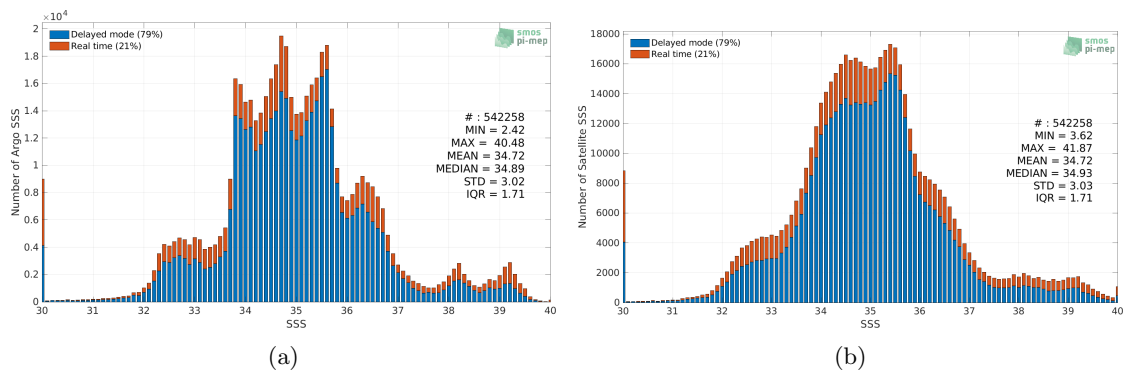 ×10⁴
Delayed mode (79%)
Real time (21%)
smos
pi-mep
# : 542258
MIN = 2.42
MAX = 40.48
MEAN = 34.72
MEDIAN = 34.89
STD = 3.02
IQR = 1.71
Number of Argo SSS
2
1.8
1.6
1.4
1.2
1
0.8
0.6
0.4
0.2
0
30 31 32 33 34 35 36 37 38 39 40
SSS
(a)
Delayed mode (79%)
Real time (21%)
smos
pi-mep
# : 542258
MIN = 3.62
MAX = 41.87
MEAN = 34.72
MEDIAN = 34.93
STD = 3.03
IQR = 1.71
Number of Satellite SSS
18000
16000
14000
12000
10000
8000
6000
4000
2000
0
30 31 32 33 34 35 36 37 38 39 40
SSS
(b)